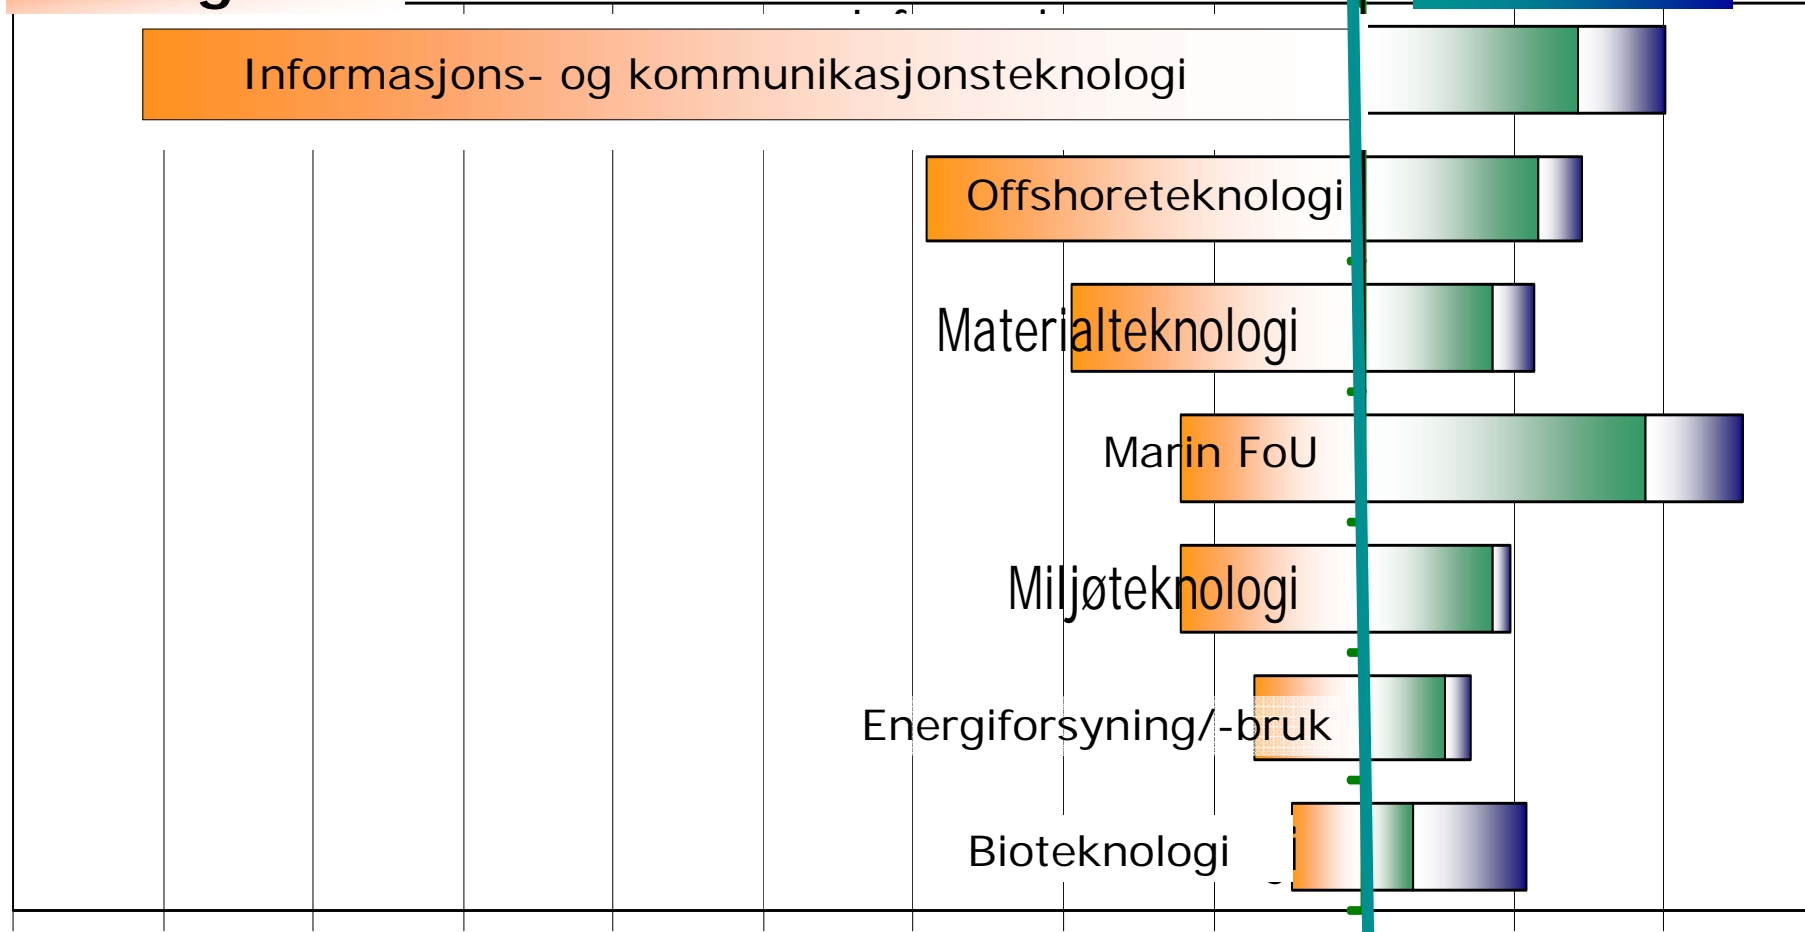 Informasjons- og kommunikasjonsteknologi
Offshoreteknologi
Materialteknologi
Marin FoU
Miljøteknologi
Energiforsyning/-bruk
Bioteknologi